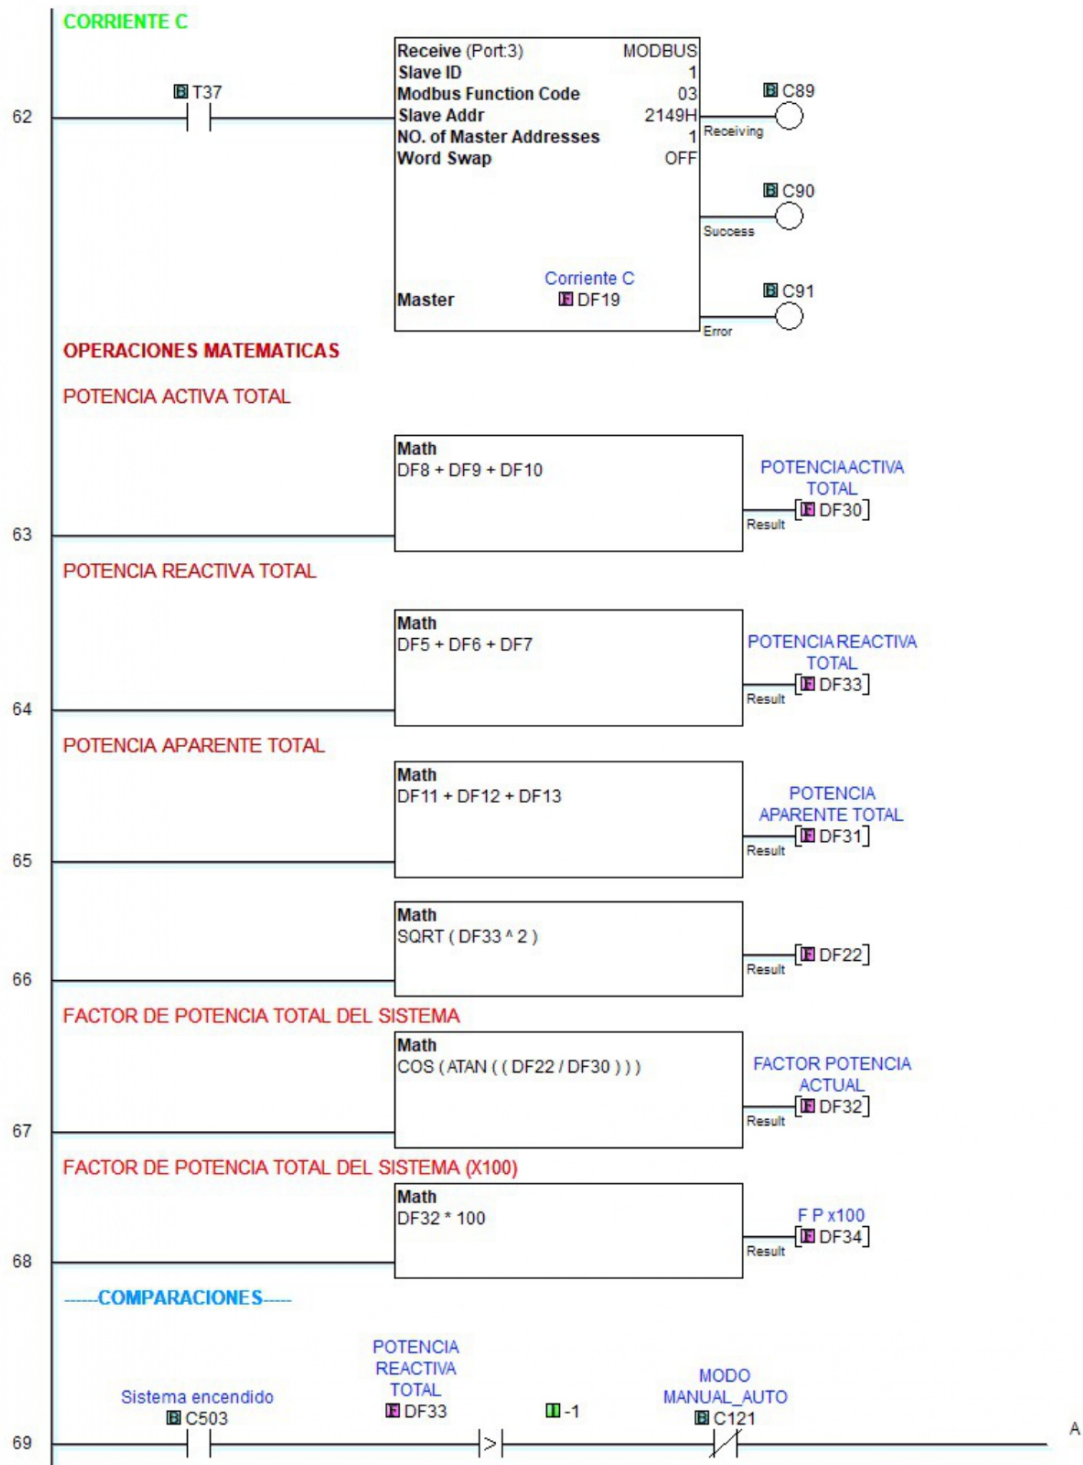 CORRIENTE C
Receive (Port:3) MODBUS
Slave ID 1
B T37
Modbus Function Code 03
B C89
62
Slave Addr 2149H
Receiving
NO. of Master Addresses 1
Word Swap OFF
B C90
Success
Corriente C
Master F DF19
B C91
Error
OPERACIONES MATEMATICAS
POTENCIA ACTIVA TOTAL
Math
DF8 + DF9 + DF10
POTENCIA ACTIVA
TOTAL
F DF30
Result
63
POTENCIA REACTIVA TOTAL
Math
DF5 + DF6 + DF7
POTENCIA REACTIVA
TOTAL
F DF33
Result
64
POTENCIA APARENTE TOTAL
Math
DF11 + DF12 + DF13
POTENCIA
APARENTE TOTAL
F DF31
Result
65
Math
SQRT ( DF33 ^ 2 )
F DF22
Result
66
FACTOR DE POTENCIA TOTAL DEL SISTEMA
Math
COS ( ATAN ( ( DF22 / DF30 ) ) )
FACTOR POTENCIA
ACTUAL
F DF32
Result
67
FACTOR DE POTENCIA TOTAL DEL SISTEMA (X100)
Math
DF32 * 100
F P x100
F DF34
Result
68
------COMPARACIONES-----
POTENCIA
REACTIVA
TOTAL
MODO
MANUAL_AUTO
Sistema encendido
B C503
F DF33
I -1
B C121
A
69
>